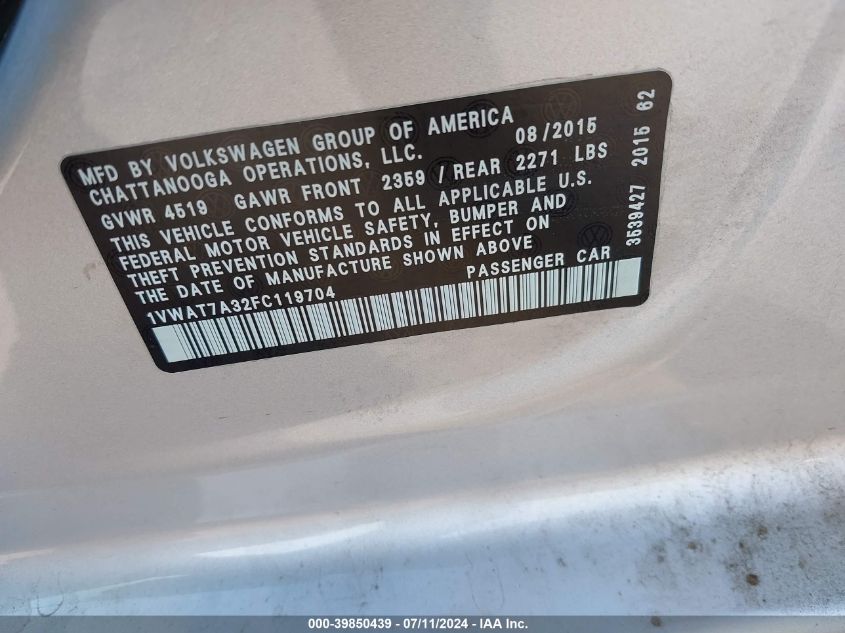 MFD BY VOLKSWAGEN GROUP OF AMERICA
CHATTANOOGA OPERATIONS, LLC. 08/2015
GVWR 4519 GAWR FRONT 2359 / REAR 2271 LBS
THIS VEHICLE CONFORMS TO ALL APPLICABLE U.S.
FEDERAL MOTOR VEHICLE SAFETY, BUMPER AND
THEFT PREVENTION STANDARDS IN EFFECT ON
THE DATE OF MANUFACTURE SHOWN ABOVE
1VWAT7A32FC119704 PASSENGER CAR
3539427 2015 62
000-39850439 - 07/11/2024 - IAA Inc.